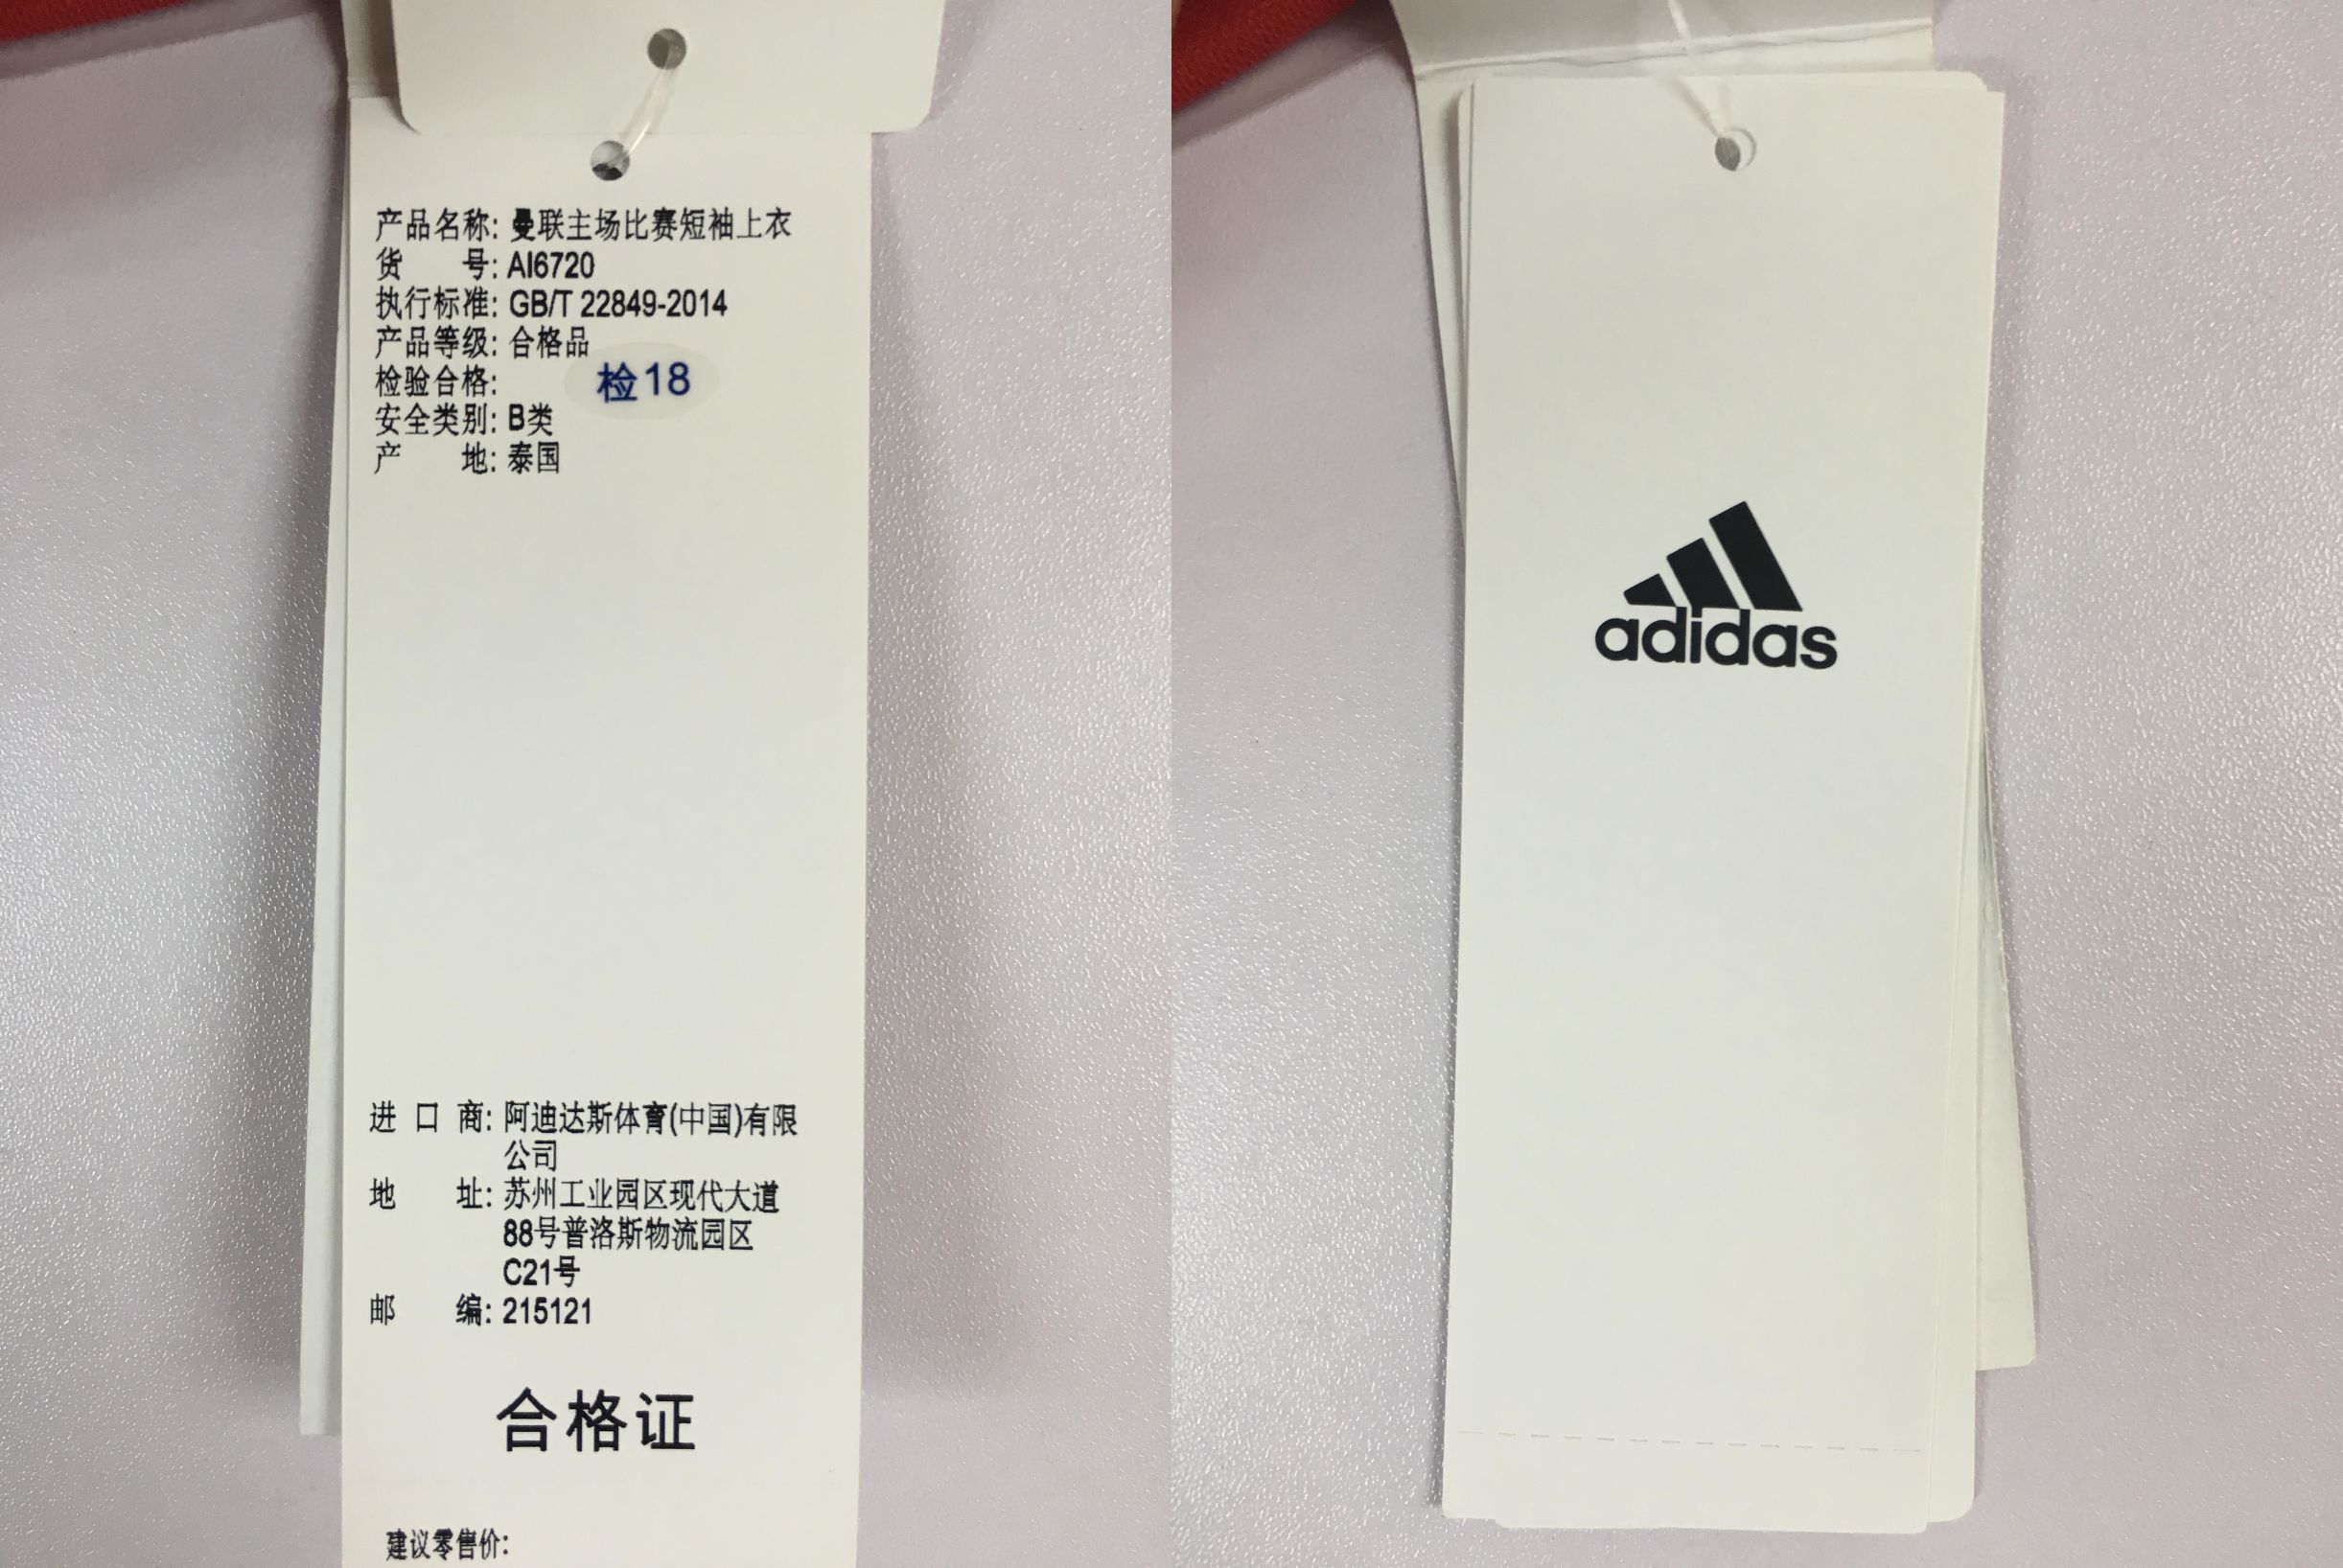 产品名称: 曼联主场比赛短袖上衣
货 号: AI6720
执行标准: GB/T 22849-2014
产品等级: 合格品
检验合格: 检18
安全类别: B类
产 地: 泰国
进 口 商: 阿迪达斯体育(中国)有限
公司
地 址: 苏州工业园区现代大道
88号普洛斯物流园区
C21号
邮 编: 215121
合格证
建议零售价:
adidas